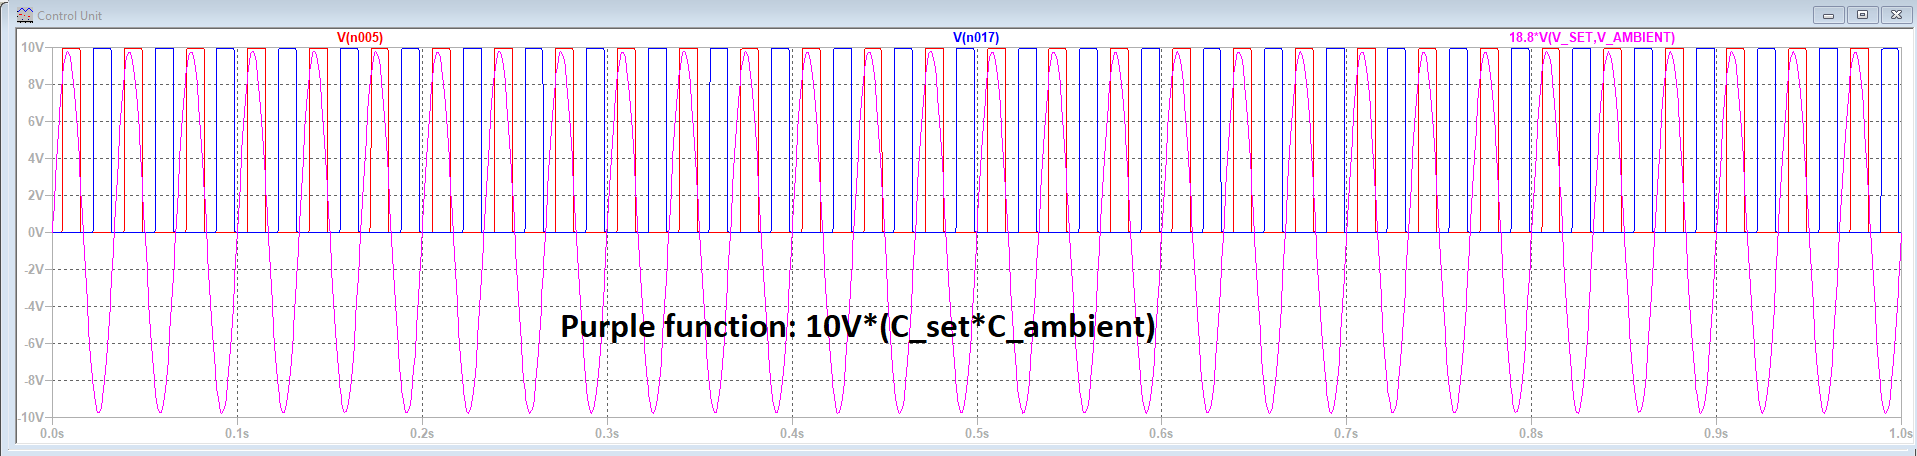 Control Unit
V(n005) V(n017) 18.8*V(V_SET,V_AMBIENT)
10V
8V
6V
4V
2V
0V
-2V
-4V
Purple function: 10V*(C_set*C_ambient)
-6V
-8V
-10V
0.0s 0.1s 0.2s 0.3s 0.4s 0.5s 0.6s 0.7s 0.8s 0.9s 1.0s